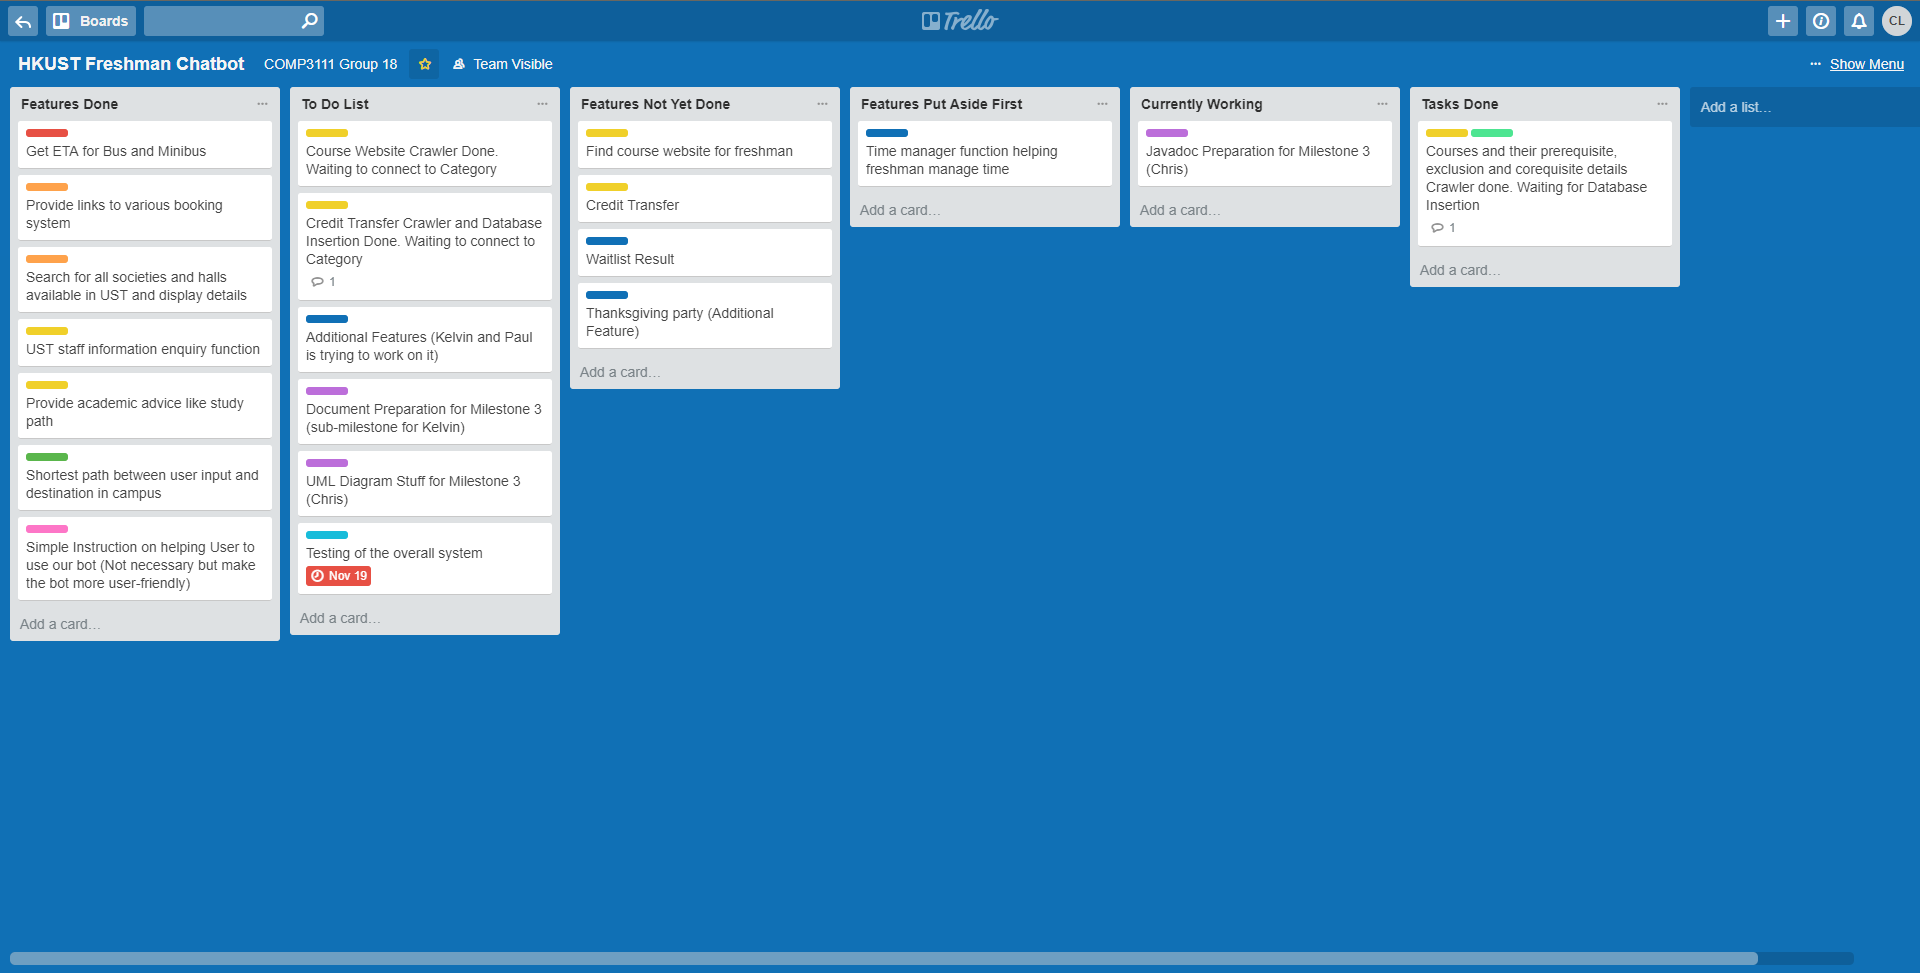 Boards
Trello
CL
HKUST Freshman Chatbot
COMP3111 Group 18
Team Visible
Show Menu
Features Done
Get ETA for Bus and Minibus
Provide links to various booking
system
Search for all societies and halls
available in UST and display details
UST staff information enquiry function
Provide academic advice like study
path
Shortest path between user input and
destination in campus
Simple Instruction on helping User to
use our bot (Not necessary but make
the bot more user-friendly)
Add a card…
To Do List
Course Website Crawler Done.
Waiting to connect to Category
Credit Transfer Crawler and Database
Insertion Done. Waiting to connect to
Category
1
Additional Features (Kelvin and Paul
is trying to work on it)
Document Preparation for Milestone 3
(sub-milestone for Kelvin)
UML Diagram Stuff for Milestone 3
(Chris)
Testing of the overall system
Nov 19
Add a card…
Features Not Yet Done
Find course website for freshman
Credit Transfer
Waitlist Result
Thanksgiving party (Additional
Feature)
Add a card…
Features Put Aside First
Time manager function helping
freshman manage time
Add a card…
Currently Working
Javadoc Preparation for Milestone 3
(Chris)
Add a card…
Tasks Done
Courses and their prerequisite,
exclusion and corequisite details
Crawler done. Waiting for Database
Insertion
1
Add a card…
Add a list…